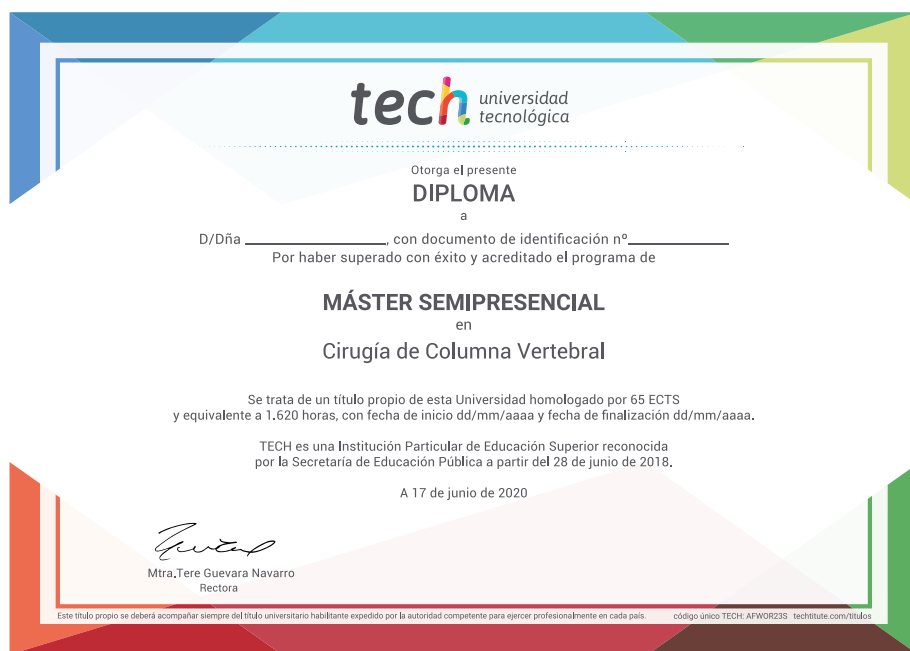 tech universidad
tecnológica
Otorga el presente
DIPLOMA
a
D/Dña ________________, con documento de identificación nº____________
Por haber superado con éxito y acreditado el programa de
MÁSTER SEMIPRESENCIAL
en
Cirugía de Columna Vertebral
Se trata de un título propio de esta Universidad homologado por 65 ECTS
y equivalente a 1.620 horas, con fecha de inicio dd/mm/aaaa y fecha de finalización dd/mm/aaaa.
TECH es una Institución Particular de Educación Superior reconocida
por la Secretaría de Educación Pública a partir del 28 de junio de 2018.
A 17 de junio de 2020
Mtra.Tere Guevara Navarro
Rectora
Este título propio se deberá acompañar siempre del título universitario habilitante expedido por la autoridad competente para ejercer profesionalmente en cada país. código único TECH: AFWOR23S techtitute.com/titulos